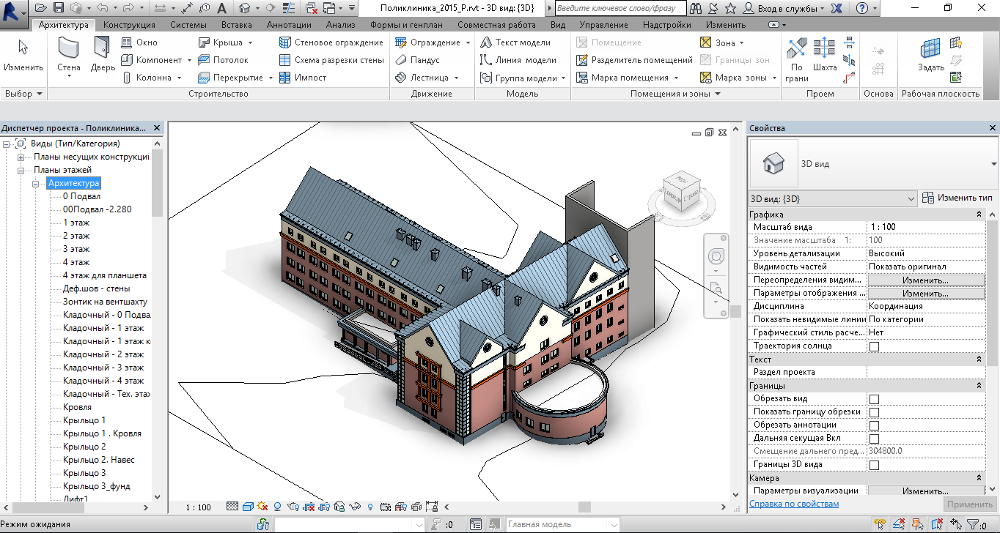 Поликлиника_2015_Р.rvt - 3D вид: {3D}
Введите ключевое слово/фразу
Вход в службы
Архитектура Конструкция Системы Вставка Аннотации Анализ Формы и генплан Совместная работа Вид Управление Надстройки Изменить
Изменить
Стена
Дверь
Окно
Компонент
Колонна
Крыша
Потолок
Перекрытие
Стеновое ограждение
Схема разрезки стены
Импост
Ограждение
Пандус
Лестница
Текст модели
Линия модели
Группа модели
Помещение
Разделитель помещений
Марка помещения
Зона
Границы зон
Марка зоны
По грани
Шахта
Задать
Выбор Строительство Движение Модель Помещения и зоны Проем Основа Рабочая плоскость
Диспетчер проекта - Поликлиника...
Виды (Тип/Категория)
Планы несущих конструкци
Планы этажей
Архитектура
0 Подвал
00Подвал -2.280
1 этаж
2 этаж
3 этаж
4 этаж
4 этаж для планшета
Деф.шов - стены
Зонтик на вентшахту
Кладочный - 0 Подва
Кладочный - 1 этаж
Кладочный - 1 этаж к
Кладочный - 2 этаж
Кладочный - 3 этаж
Кладочный - 4 этаж
Кладочный - Тех. этаж
Кровля
Крыльцо 1
Крыльцо 1 . Кровля
Крыльцо 2
Крыльцо 2. Навес
Крыльцо 3
Крыльцо 3_фунд
Лифт1
1 : 100
Свойства
3D вид
3D вид: {3D}
Изменить тип
Графика
Масштаб вида 1 : 100
Значение масштаба 1: 100
Уровень детализации Высокий
Видимость частей Показать оригинал
Переопределения видим... Изменить...
Параметры отображения ... Изменить...
Дисциплина Координация
Показать невидимые линии По категории
Графический стиль расче... Нет
Траектория солнца
Текст
Раздел проекта
Границы
Обрезать вид
Показать границу обрезки
Обрезать аннотации
Дальняя секущая Вкл
Смещение дальнего пред... 304800.0
Границы 3D вида
Камера
Параметры визуализации Изменить...
Справка по свойствам
Применить
Режим ожидания
:0
Главная модель
:0